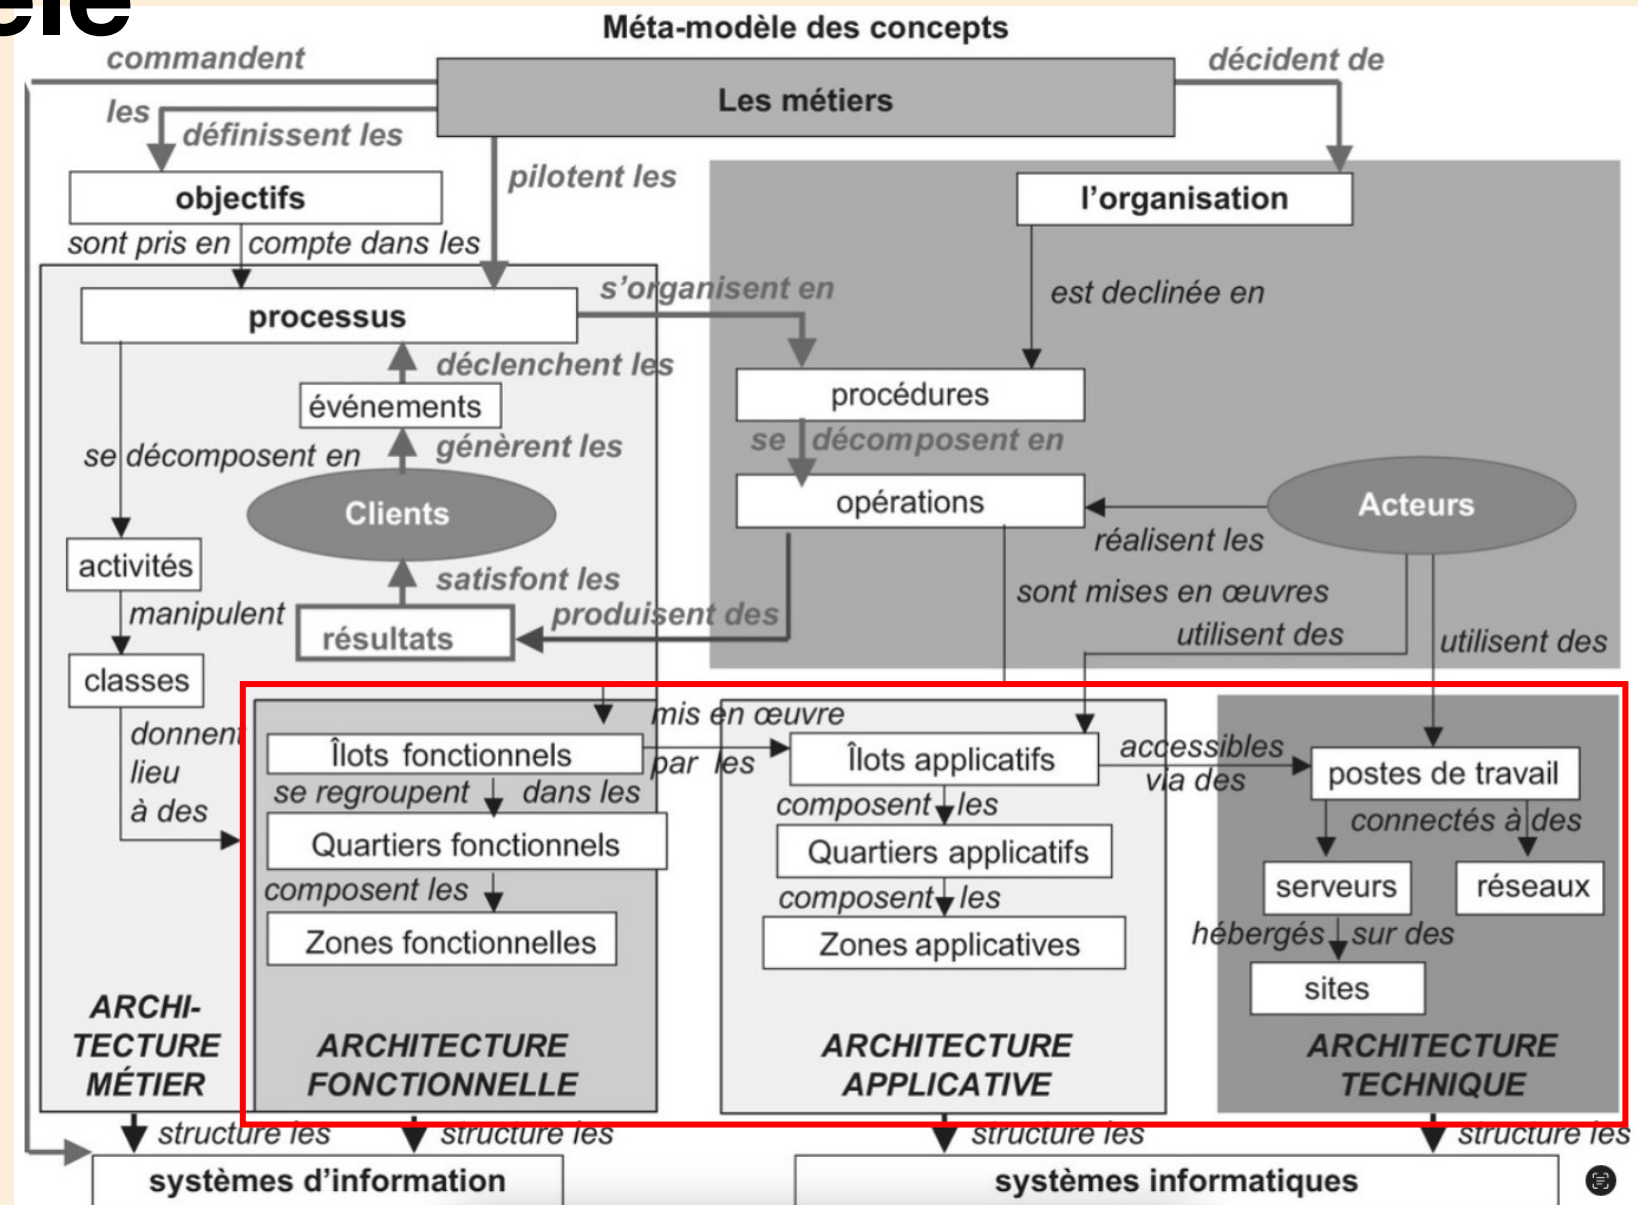 Méta-modèle des concepts
commandent
les
Les métiers
décident de
définissent les
pilotent les
objectifs
l'organisation
sont pris en compte dans les
processus
s'organisent en
est declinée en
déclenchent les
événements
procédures
génèrent les
se décomposent en
se décomposent en
Clients
opérations
Acteurs
réalisent les
activités
satisfont les
sont mises en œuvres
manipulent
résultats
produisent des
utilisent des
utilisent des
classes
donnent
lieu
à des
Îlots fonctionnels
mis en œuvre
par les
Îlots applicatifs
accessibles
via des
postes de travail
se regroupent dans les
composent les
connectés à des
Quartiers fonctionnels
Quartiers applicatifs
serveurs
réseaux
composent les
composent les
hébergés sur des
Zones fonctionnelles
Zones applicatives
sites
ARCHI-
TECTURE
MÉTIER
ARCHITECTURE
FONCTIONNELLE
ARCHITECTURE
APPLICATIVE
ARCHITECTURE
TECHNIQUE
structure les
structure les
structure les
structure les
systèmes d'information
systèmes informatiques